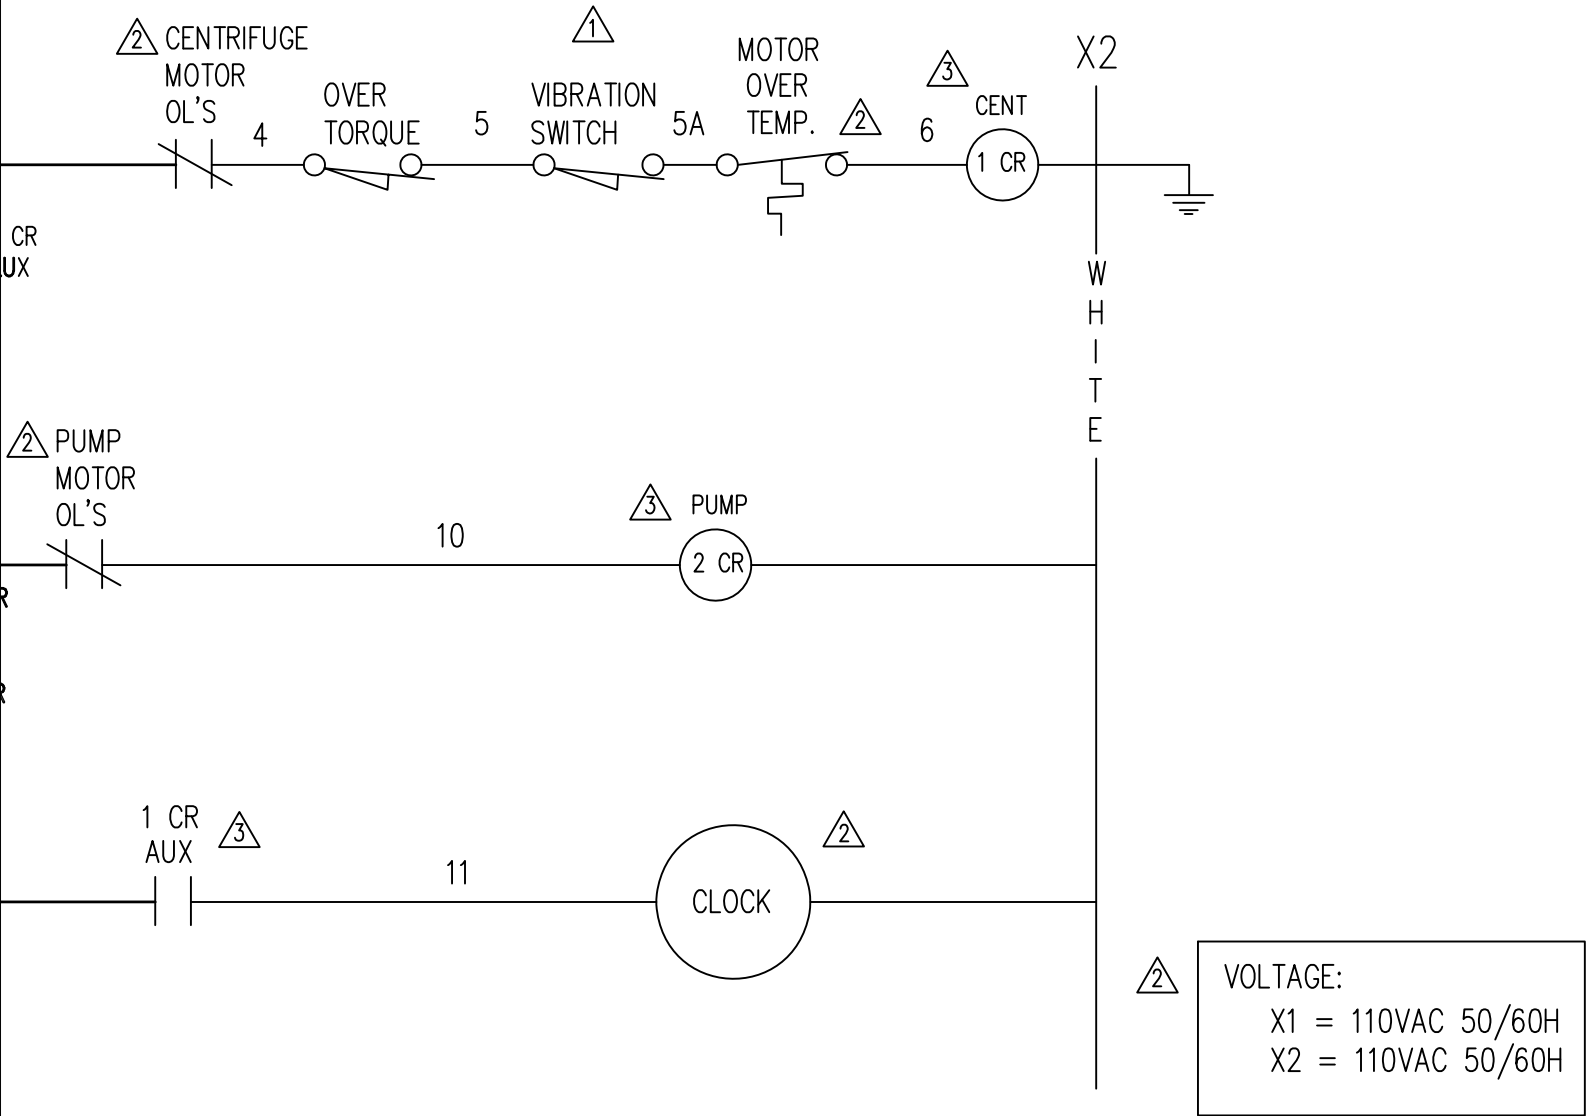 2 CENTRIFUGE
MOTOR
OL'S
4
OVER
TORQUE
5
1
VIBRATION
SWITCH
5A
MOTOR
OVER
TEMP.
2
6
3
CENT
1 CR
X2
CR
UX
W
H
I
T
E
2 PUMP
MOTOR
OL'S
10
3 PUMP
2 CR
R
R
1 CR
AUX
3
11
CLOCK
2
2
VOLTAGE:
X1 = 110VAC 50/60H
X2 = 110VAC 50/60H